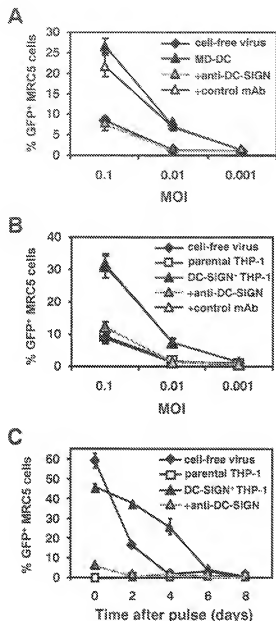 A
% GFP+ MRC5 cells
30
25
20
15
10
5
0
cell-free virus
MD-DC
+anti-DC-SIGN
+control mAb
0.1 0.01 0.001
MOI
B
% GFP+ MRC5 cells
40
30
20
10
0
cell-free virus
parental THP-1
DC-SIGN+ THP-1
+anti-DC-SIGN
+control mAb
0.1 0.01 0.001
MOI
C
% GFP+ MRC5 cells
60
50
40
30
20
10
0
cell-free virus
parental THP-1
DC-SIGN+ THP-1
+anti-DC-SIGN
0 2 4 6 8
Time after pulse (days)